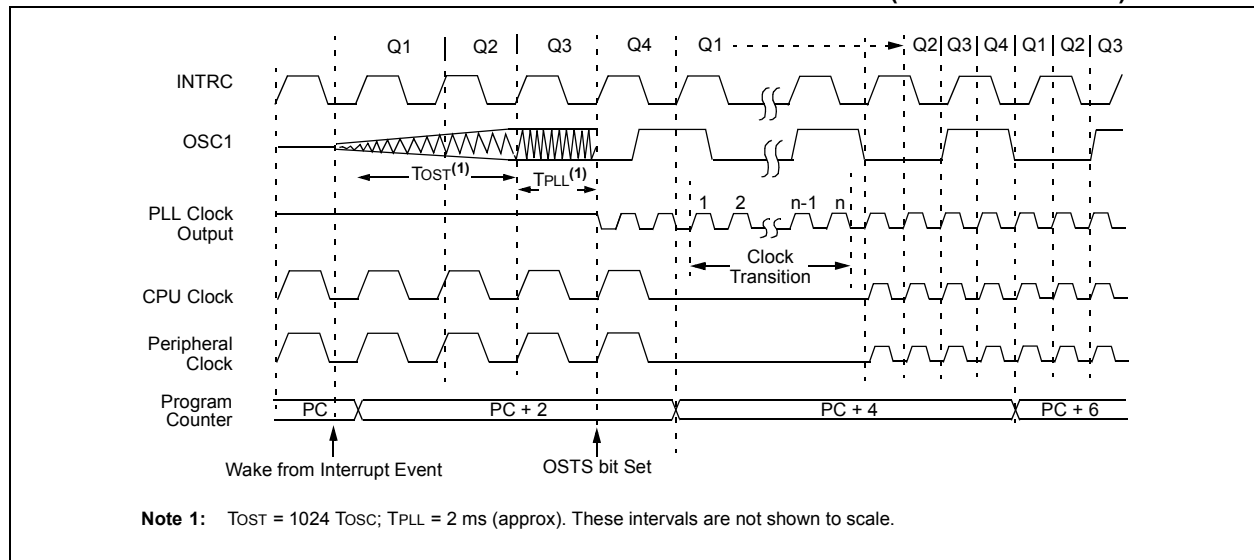 Q1 Q2 Q3 Q4 Q1 Q2 Q3 Q4 Q1 Q2 Q3
INTRC
OSC1
TOST(1) TPLL(1)
1 2 n-1 n
PLL Clock
Output
Clock
Transition
CPU Clock
Peripheral
Clock
Program
Counter
PC PC + 2 PC + 4 PC + 6
Wake from Interrupt Event OSTS bit Set
Note 1: TOST = 1024 TOSC; TPLL = 2 ms (approx). These intervals are not shown to scale.